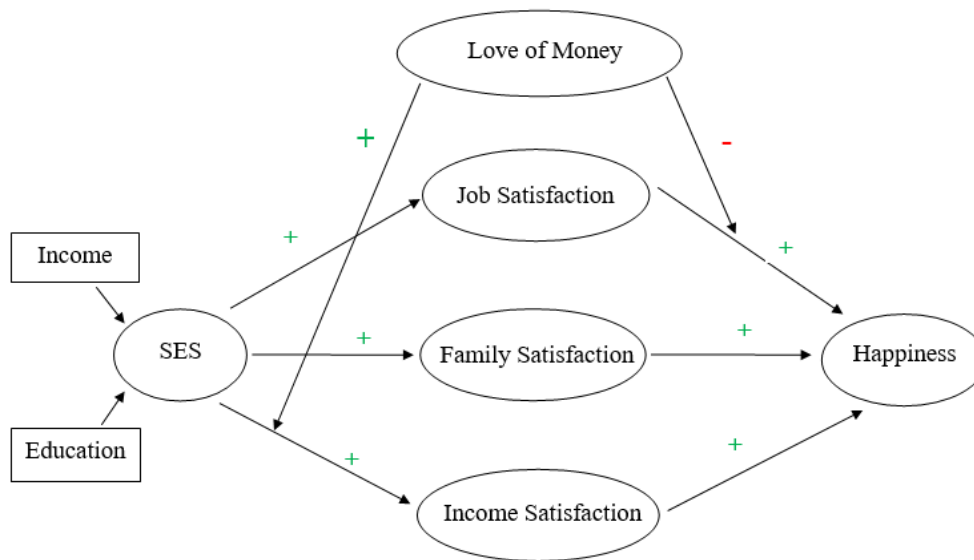 Love of Money
+
-
Job Satisfaction
+
+
Income
SES
+
Family Satisfaction
+
Happiness
Education
+
+
Income Satisfaction